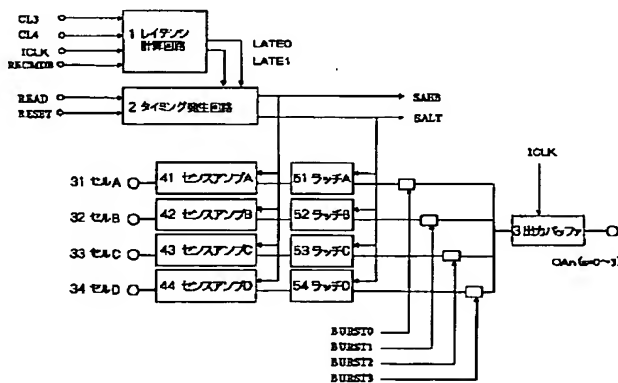 CL3
CL4
ICLK
RECMDB
1 レイテンシ
計算回路
LATE0
LATE1
READ
RESET
2 タイミング発生回路
SAEB
SALT
ICLK
31 セルA
41 センスアンプA
51 ラッチA
32 セルB
42 センスアンプB
52 ラッチB
3 出力バッファ
33 セルC
43 センスアンプC
53 ラッチC
34 セルD
44 センスアンプD
54 ラッチD
BURST0
BURST1
BURST2
BURST3